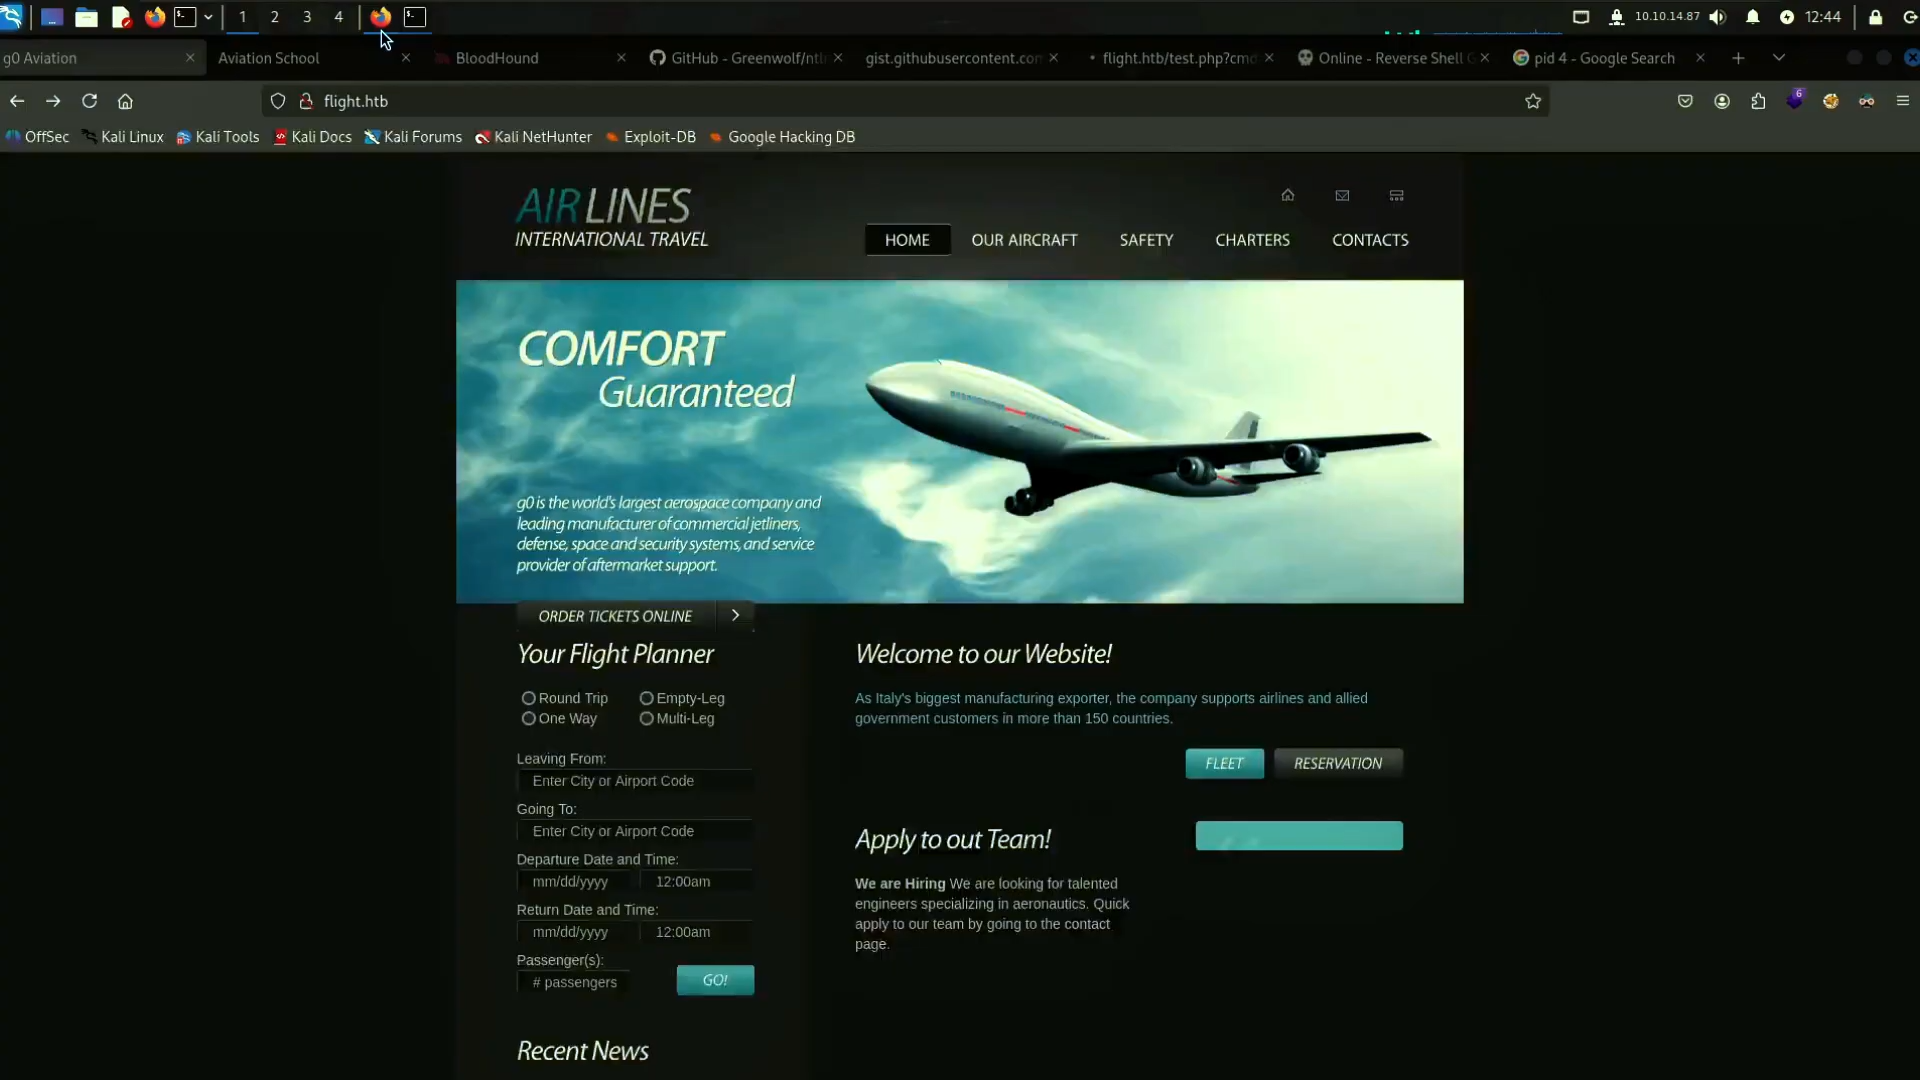 1 2 3 4 10.10.14.87 12:44
g0 Aviation Aviation School BloodHound GitHub - Greenwolf/ntl gist.githubusercontent.con flight.htb/test.php?cmd Online - Reverse Shell G pid 4 - Google Search
flight.htb 6
OffSec Kali Linux Kali Tools Kali Docs Kali Forums Kali NetHunter Exploit-DB Google Hacking DB
AIRLINES
INTERNATIONAL TRAVEL
HOME OUR AIRCRAFT SAFETY CHARTERS CONTACTS
COMFORT
Guaranteed
g0 is the world's largest aerospace company and
leading manufacturer of commercial jetliners,
defense, space and security systems, and service
provider of aftermarket support.
ORDER TICKETS ONLINE
Your Flight Planner
Round Trip Empty-Leg
One Way Multi-Leg
Leaving From:
Enter City or Airport Code
Going To:
Enter City or Airport Code
Departure Date and Time:
mm/dd/yyyy 12:00am
Return Date and Time:
mm/dd/yyyy 12:00am
Passenger(s):
# passengers GO!
Recent News
Welcome to our Website!
As Italy's biggest manufacturing exporter, the company supports airlines and allied
government customers in more than 150 countries.
FLEET RESERVATION
Apply to out Team!
We are Hiring We are looking for talented
engineers specializing in aeronautics. Quick
apply to our team by going to the contact
page.